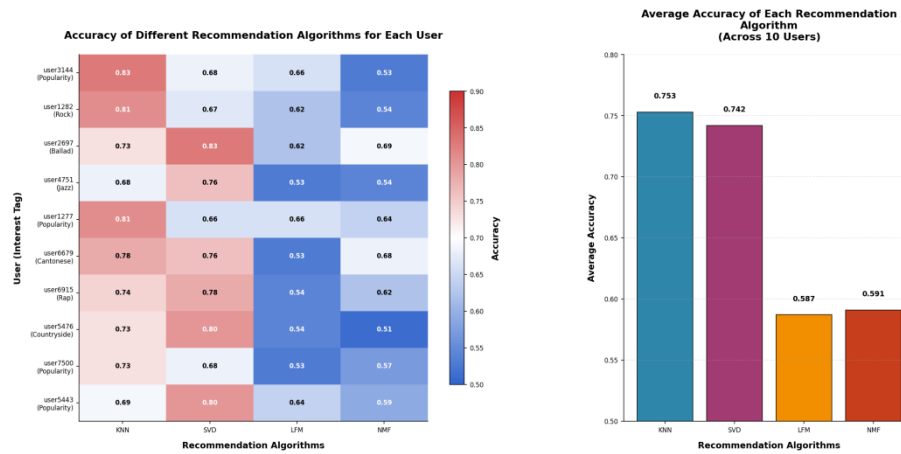 Accuracy of Different Recommendation Algorithms for Each User
User (Interest Tag)
user3144
(Popularity)
0.83 0.68 0.66 0.53
user1282
(Rock)
0.81 0.67 0.62 0.54
user2697
(Ballad)
0.73 0.83 0.62 0.69
user4751
(Jazz)
0.68 0.76 0.53 0.54
user1277
(Popularity)
0.81 0.66 0.66 0.64
user6679
(Cantonese)
0.78 0.76 0.53 0.68
user6915
(Rap)
0.74 0.78 0.54 0.62
user5476
(Countryside)
0.73 0.80 0.54 0.51
user7500
(Popularity)
0.73 0.68 0.53 0.57
user5443
(Popularity)
0.69 0.80 0.64 0.59
KNN SVD LFM NMF
Recommendation Algorithms
0.90
0.85
0.80
0.75
0.70
0.65
0.60
0.55
0.50
Accuracy
Average Accuracy of Each Recommendation
Algorithm
(Across 10 Users)
Average Accuracy
0.80
0.75
0.70
0.65
0.60
0.55
0.50
0.753
0.742
0.587
0.591
KNN SVD LFM NMF
Recommendation Algorithms